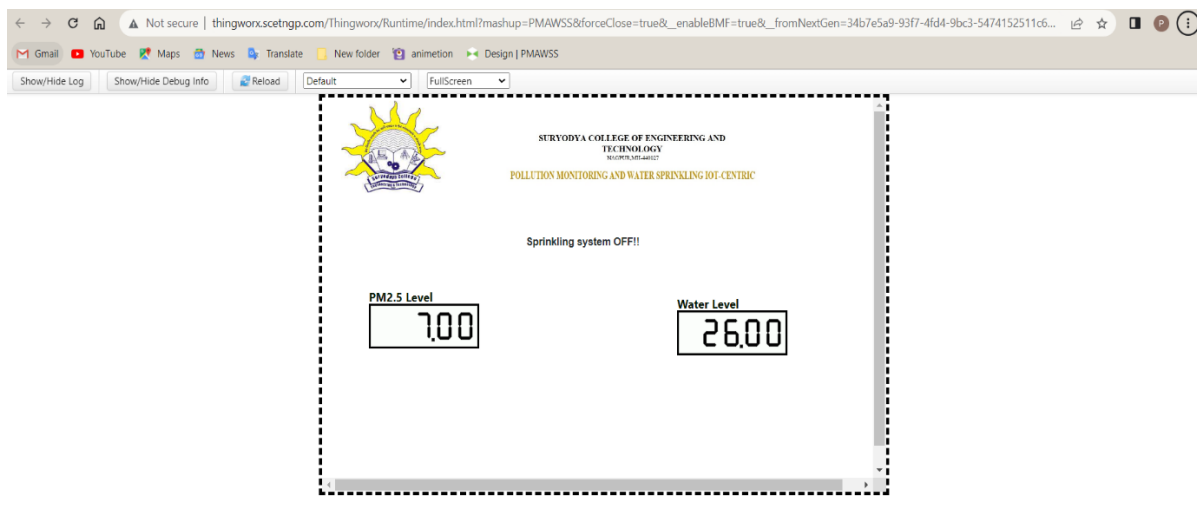 Not secure
thingworx.scetngp.com/Thingworx/Runtime/index.html?mashup=PMAWSS&forceClose=true&_enableBMF=true&_fromNextGen=34b7e5a9-93f7-4fd4-9bc3-5474152511c6...
P
Gmail YouTube Maps News Translate New folder animetion Design | PMAWSS
Show/Hide Log Show/Hide Debug Info Reload Default FullScreen
SURYODYA COLLEGE OF ENGINEERING AND
TECHNOLOGY
POLLUTION MONITORING AND WATER SPRINKLING IOT-CENTRIC
Sprinkling system OFF!!
PM2.5 Level
7.00
Water Level
26.00